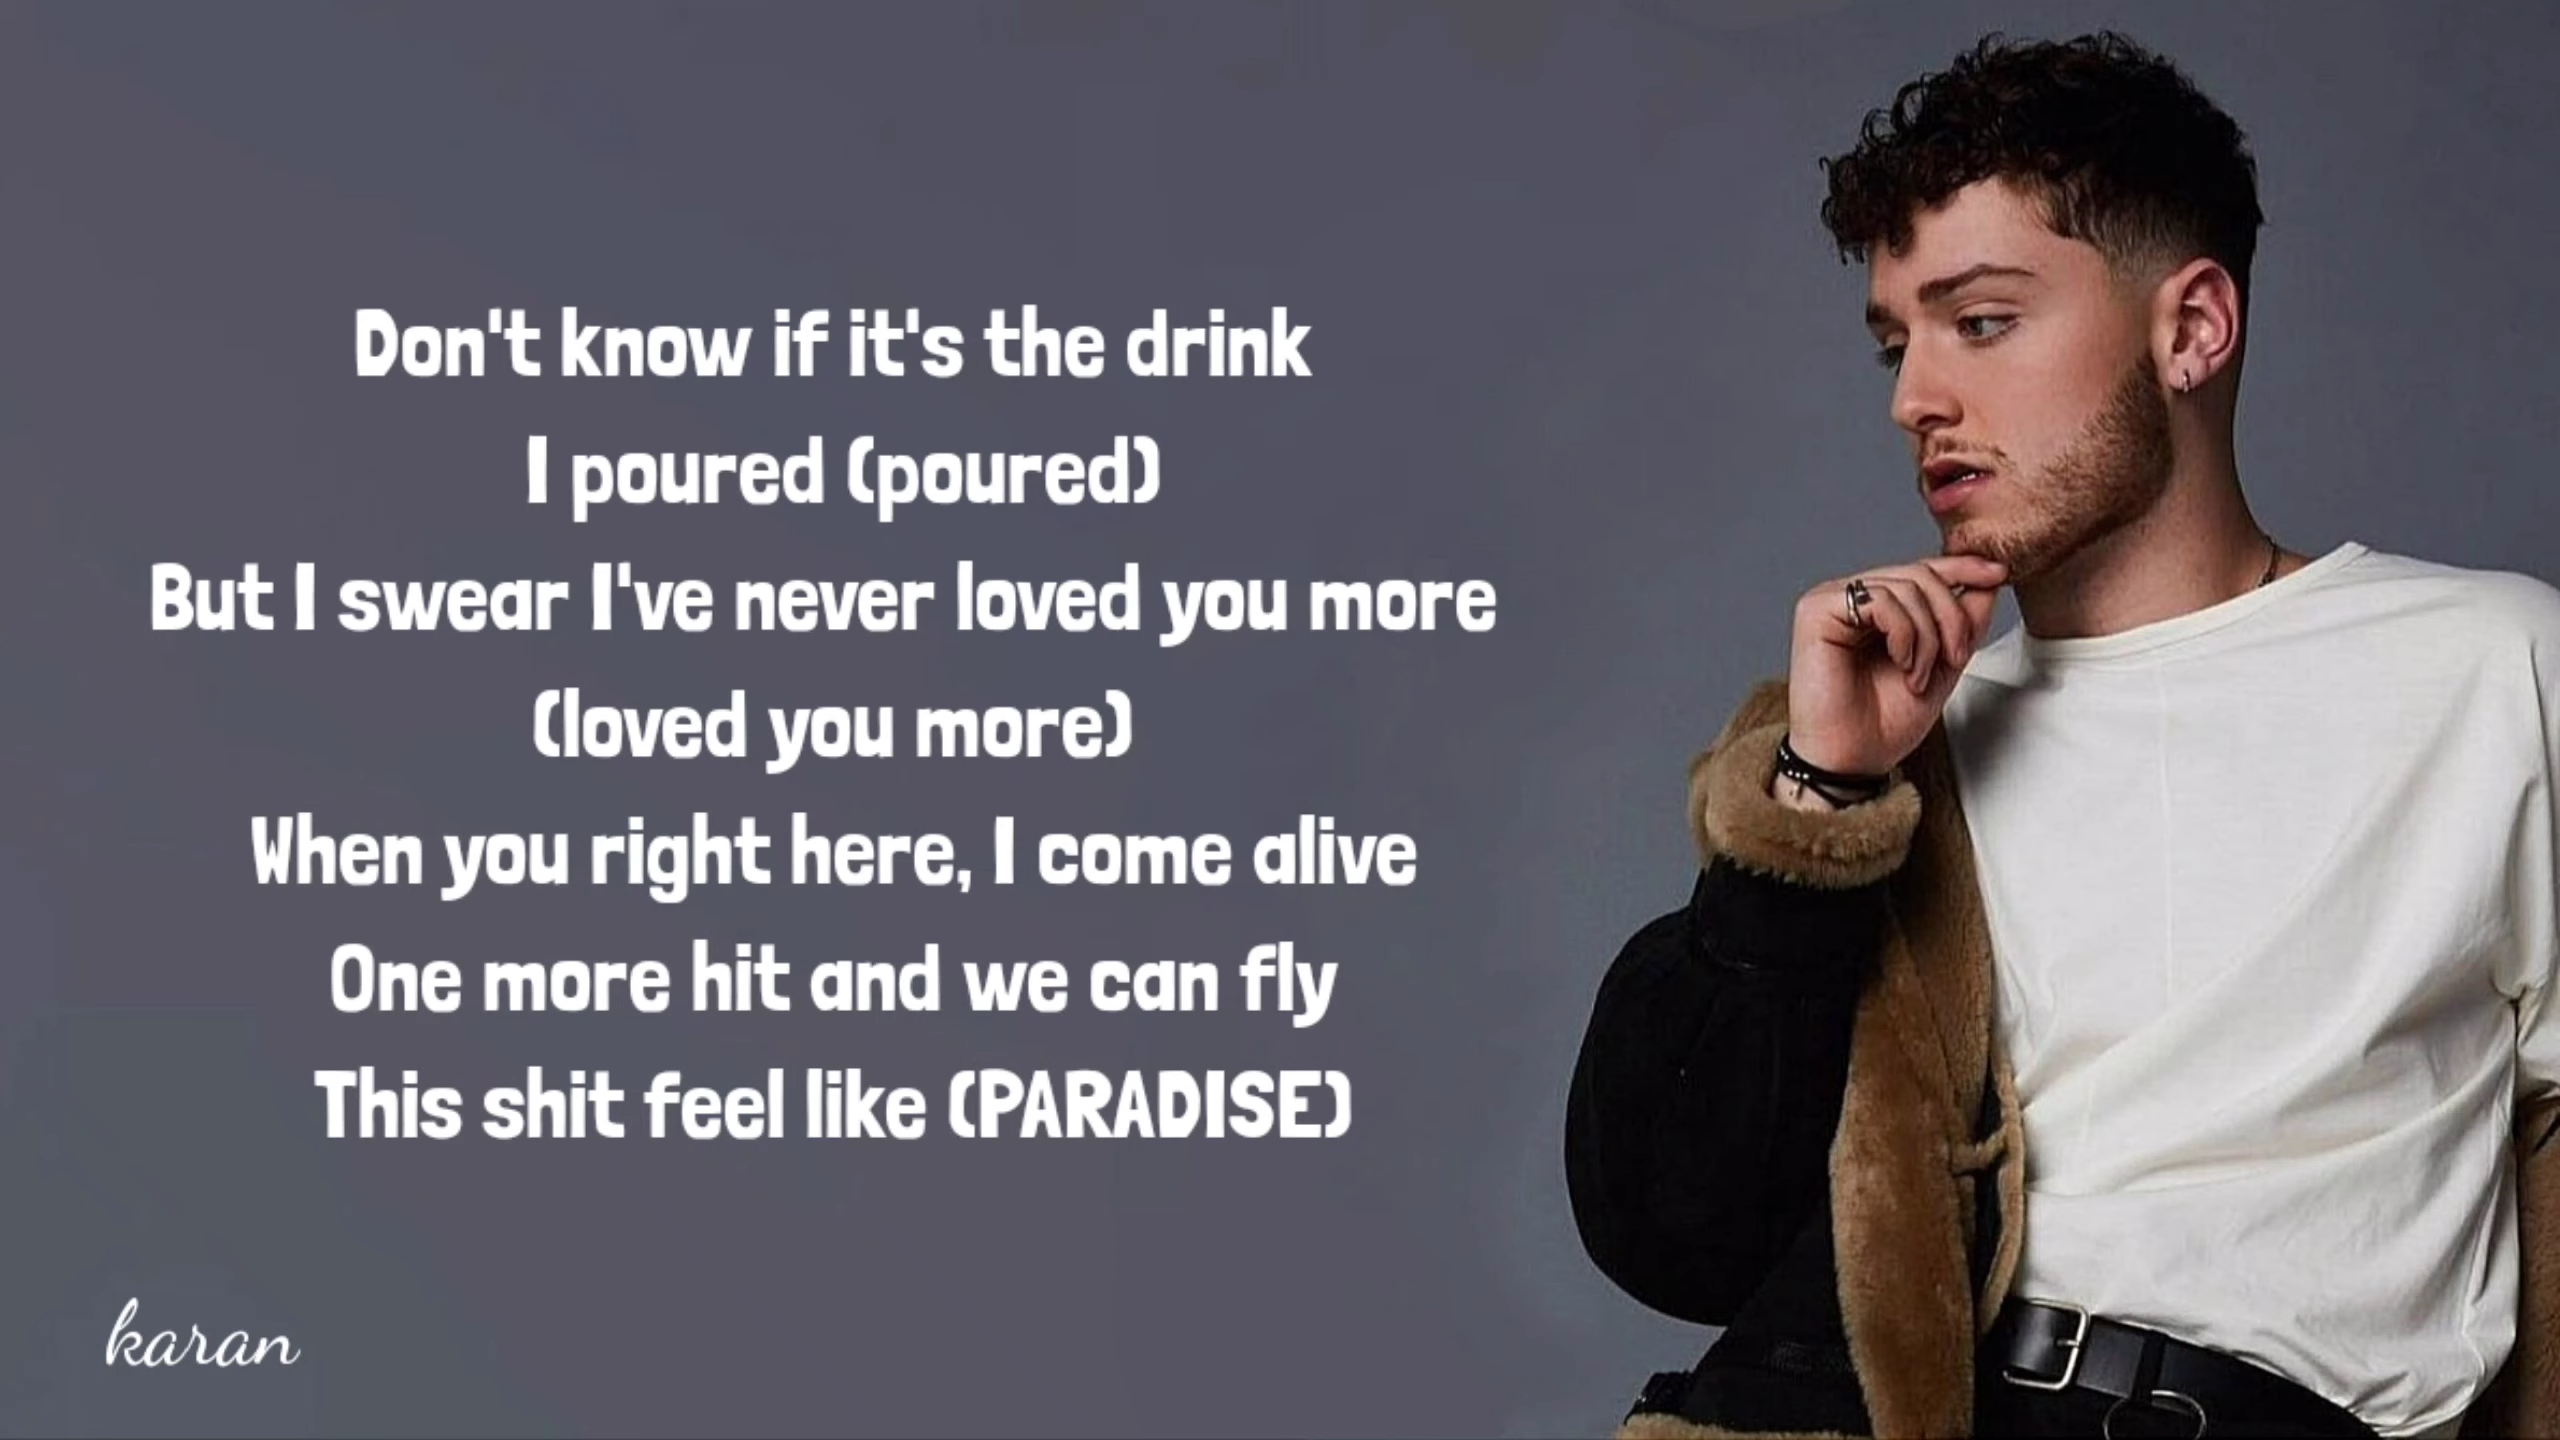 Don't know if it's the drink
I poured (poured)
But I swear I've never loved you more
(loved you more)
When you right here, I come alive
One more hit and we can fly
This shit feel like (PARADISE)
karan